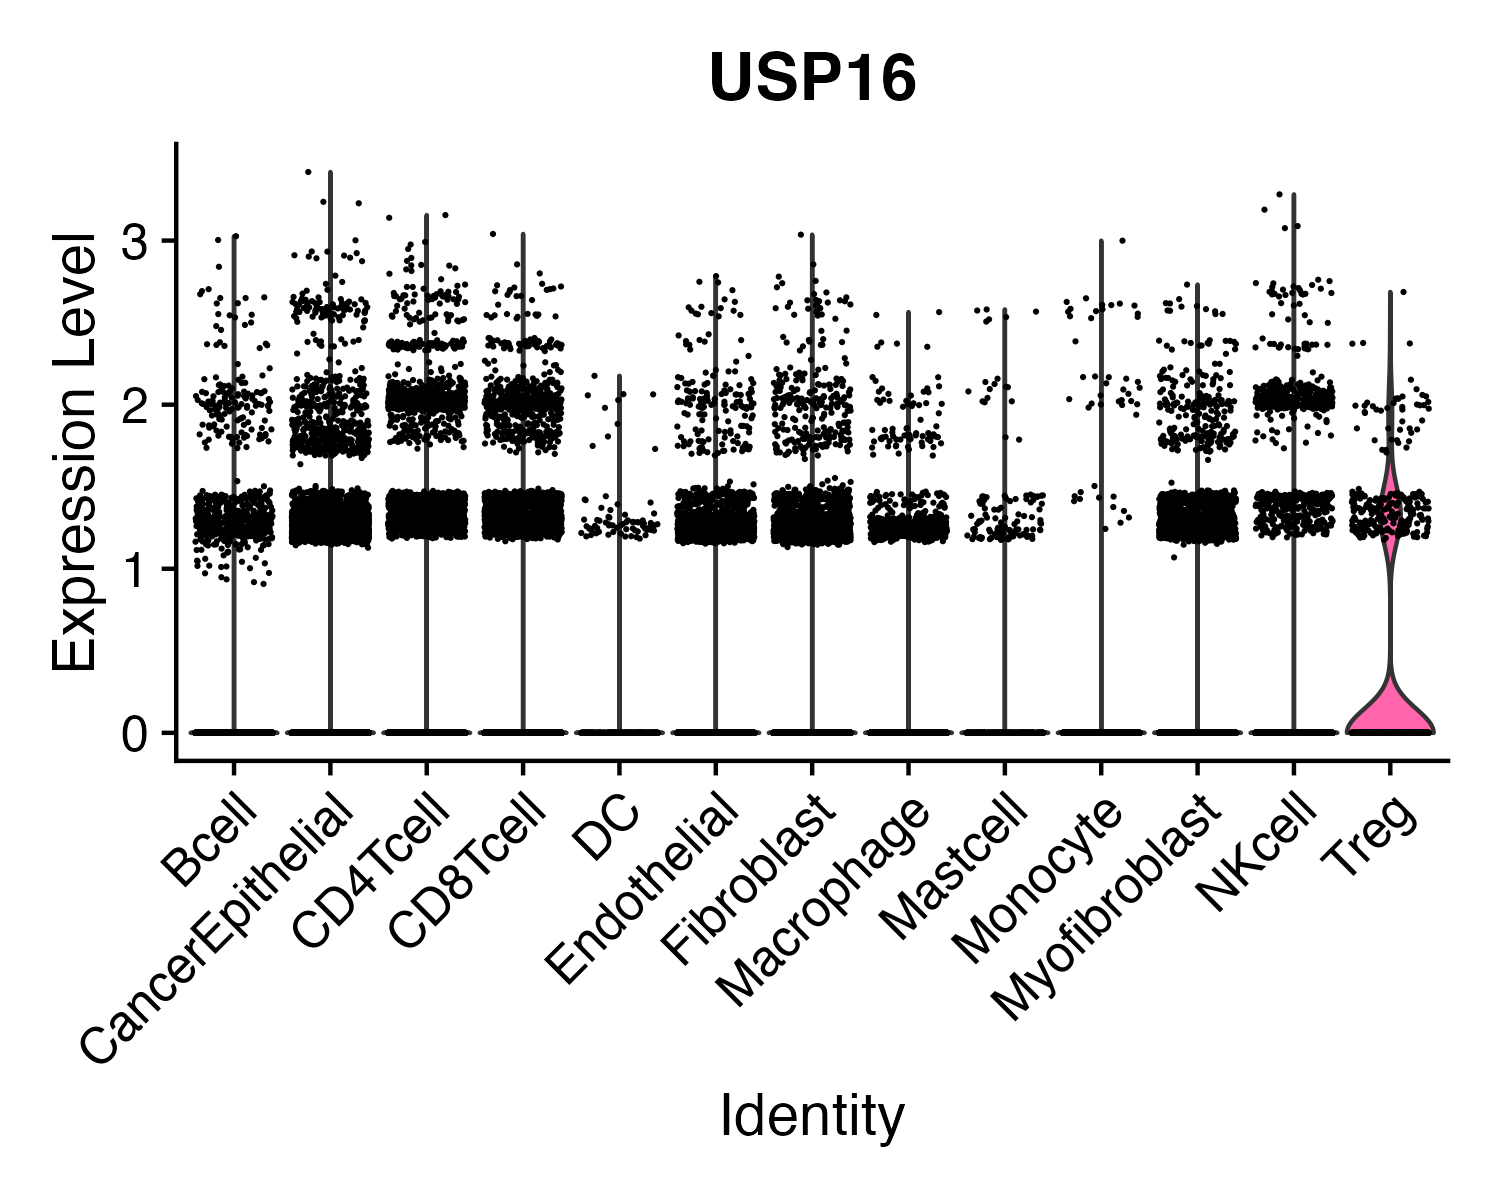 USP16
Expression Level
3
2
1
0
Bcell
CancerEpithelial
CD4Tcell
CD8Tcell
DC
Endothelial
Fibroblast
Macrophage
Mastcell
Monocyte
Myofibroblast
NKcell
Treg
Identity